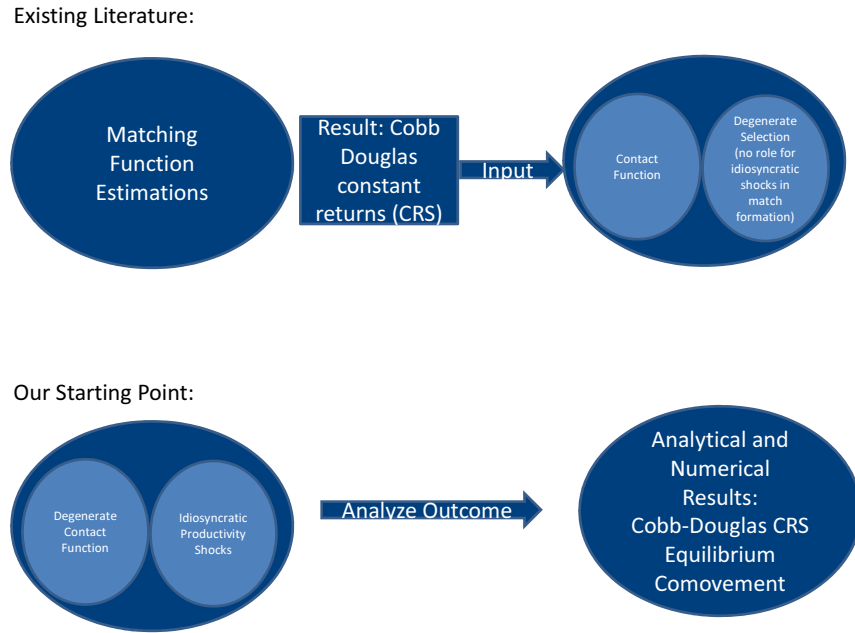 Existing Literature:
Matching
Function
Estimations
Result: Cobb
Douglas
constant
returns (CRS)
Input
Contact
Function
Degenerate
Selection
(no role for
idiosyncratic
shocks in
match
formation)
Our Starting Point:
Degenerate
Contact
Function
Idiosyncratic
Productivity
Shocks
Analyze Outcome
Analytical and
Numerical
Results:
Cobb-Douglas CRS
Equilibrium
Comovement